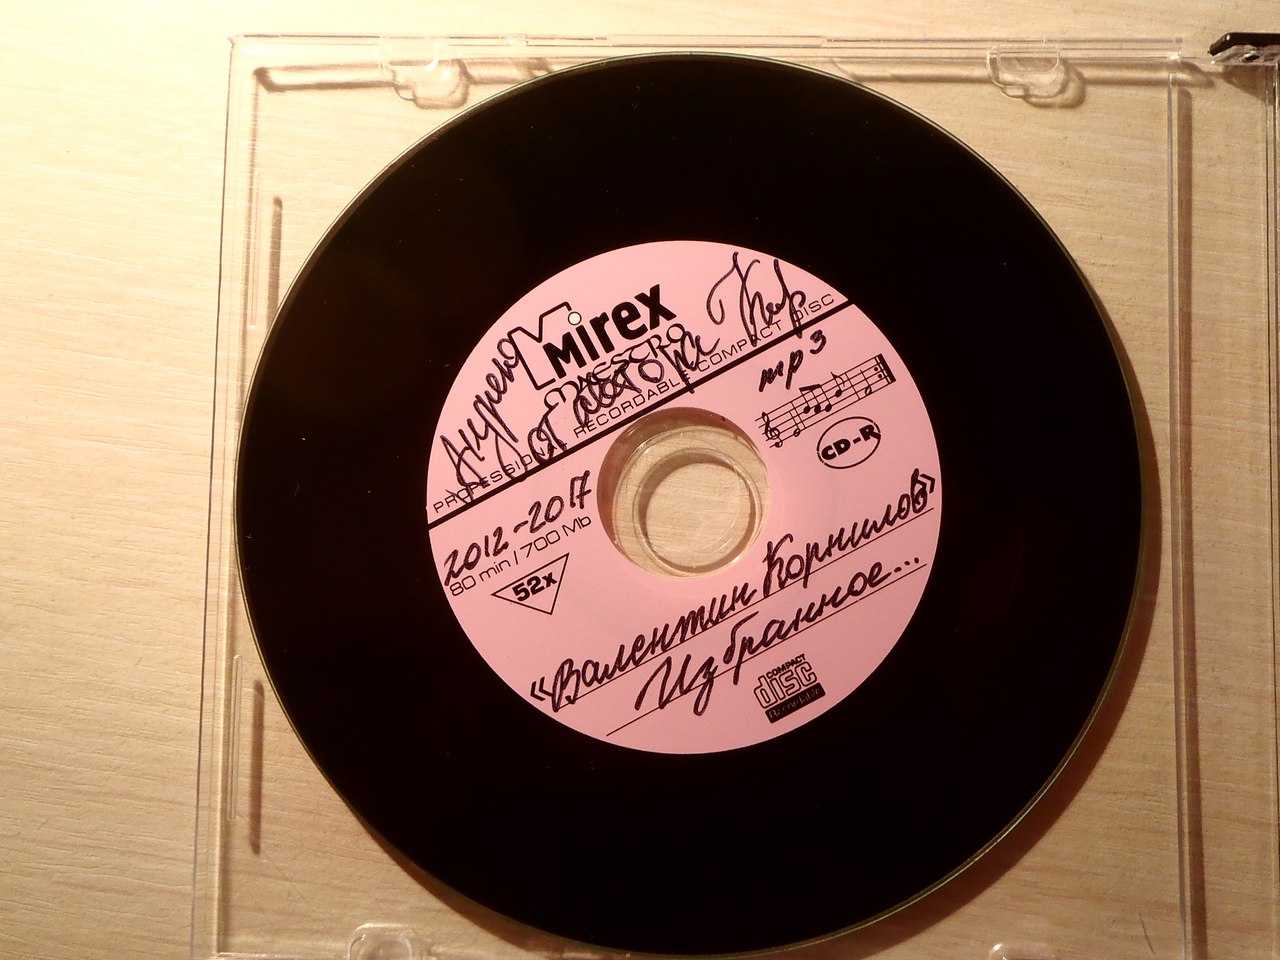 Mirex
MAESTRO
PROFESSIONAL RECORDABLE COMPACT DISC
Андрею
от автора
mp3
CD-R
2012-2017
80 min / 700 Mb
52x
«Валентин Корнилов»
Избранное...
COMPACT
disc
Recordable